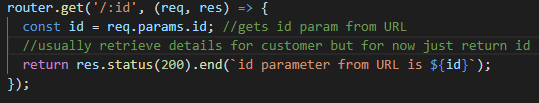 router.get('/:id', (req, res) => {
const id = req.params.id; //gets id param from URL
//usually retrieve details for customer but for now just return id
return res.status(200).end(`id parameter from URL is ${id}`);
});